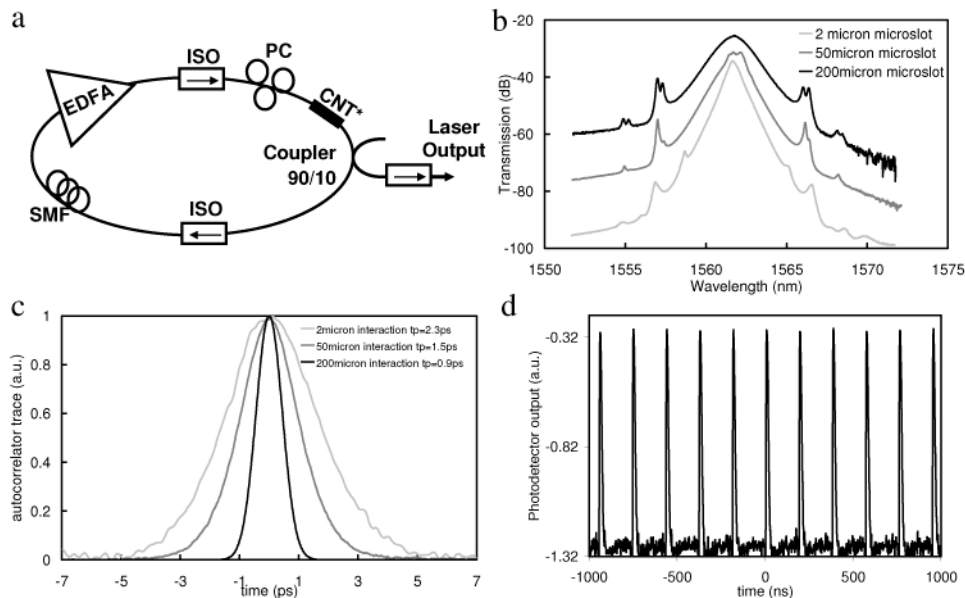 a
ISO
PC
EDFA
CNT*
Coupler
90/10
Laser
Output
SMF
ISO
b
-20
-40
-60
-80
-100
Transmission (dB)
2 micron microslot
50micron microslot
200micron microslot
1550
1555
1560
1565
1570
1575
Wavelength (nm)
c
1
0.8
0.6
0.4
0.2
0
autocorrelator trace (a.u.)
2micron interaction tp=2.3ps
50micron interaction tp=1.5ps
200micron interaction tp=0.9ps
-7
-3
-1
1
3
7
time (ps)
d
-0.32
-0.82
-1.32
Photodetector output (a.u.)
-1000
-500
0
500
1000
time (ns)